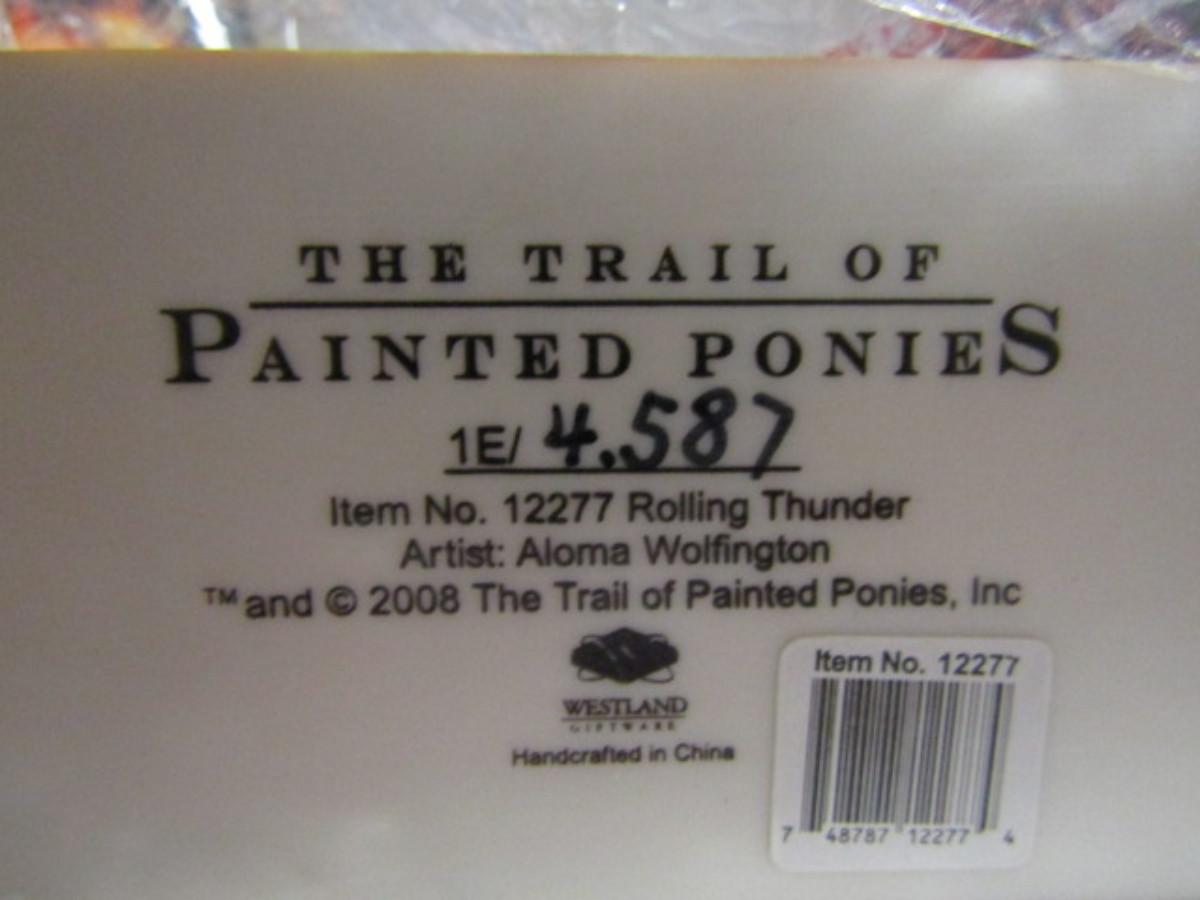 THE TRAIL OF
PAINTED PONIES
1E/ 4.587
Item No. 12277 Rolling Thunder
Artist: Aloma Wolfington
™ and © 2008 The Trail of Painted Ponies, Inc
WESTLAND
GIFTWARE
Handcrafted in China
Item No. 12277
7 48787 12277 4